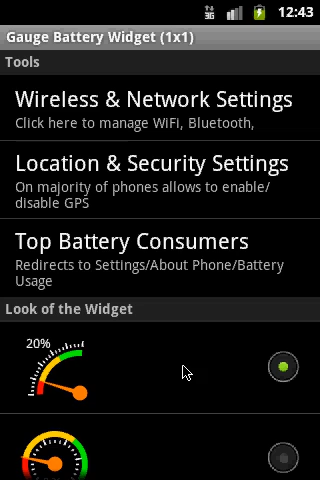 3G 12:43
Gauge Battery Widget (1x1)
Tools
Wireless & Network Settings
Click here to manage WiFi, Bluetooth,
Location & Security Settings
On majority of phones allows to enable/
disable GPS
Top Battery Consumers
Redirects to Settings/About Phone/Battery
Usage
Look of the Widget
20%